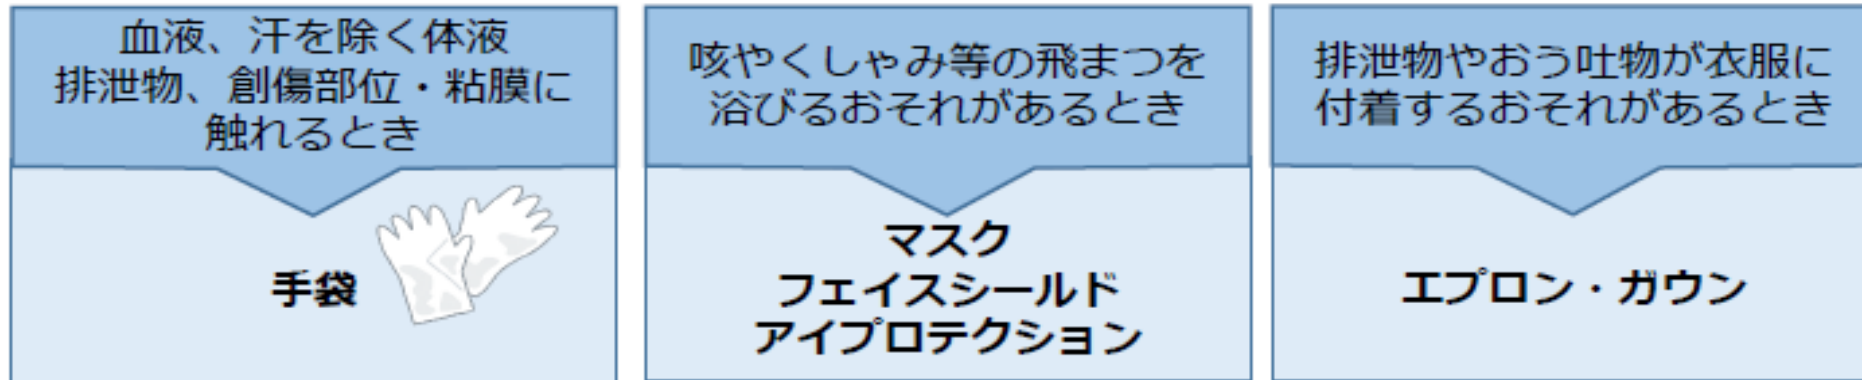 血液、汗を除く体液
排泄物、創傷部位・粘膜に
触れるとき
手袋
咳やくしゃみ等の飛まつを
浴びるおそれがあるとき
マスク
フェイスシールド
アイプロテクション
排泄物やおう吐物が衣服に
付着するおそれがあるとき
エプロン・ガウン